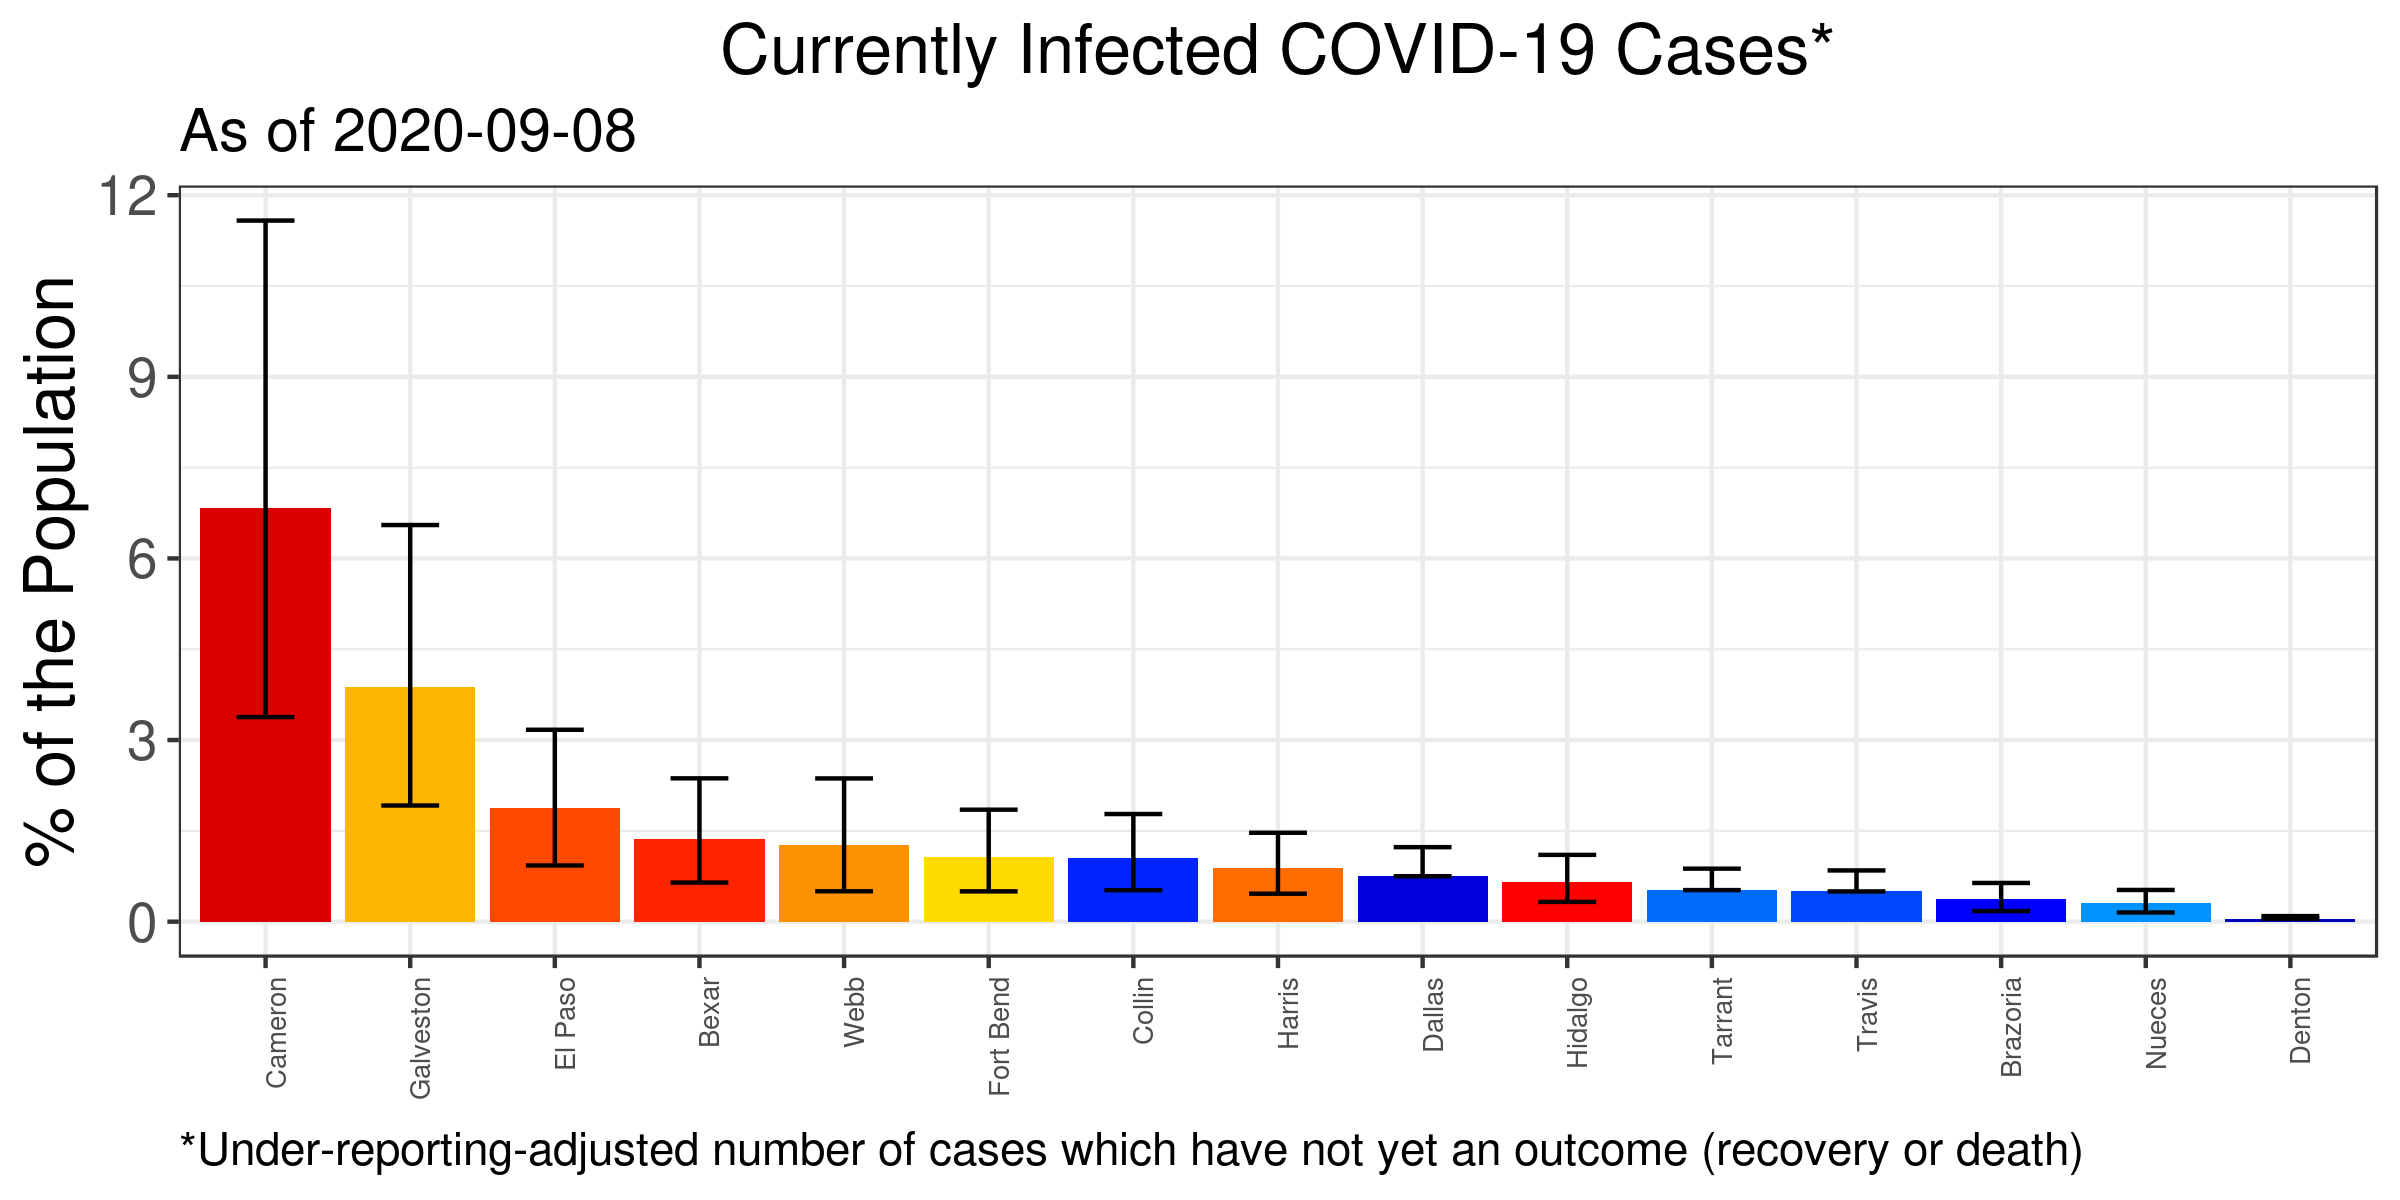 Currently Infected COVID-19 Cases*
As of 2020-09-08
% of the Population
12
9
6
3
0
Cameron
Galveston
El Paso
Bexar
Webb
Fort Bend
Collin
Harris
Dallas
Hidalgo
Tarrant
Travis
Brazoria
Nueces
Denton
*Under-reporting-adjusted number of cases which have not yet an outcome (recovery or death)